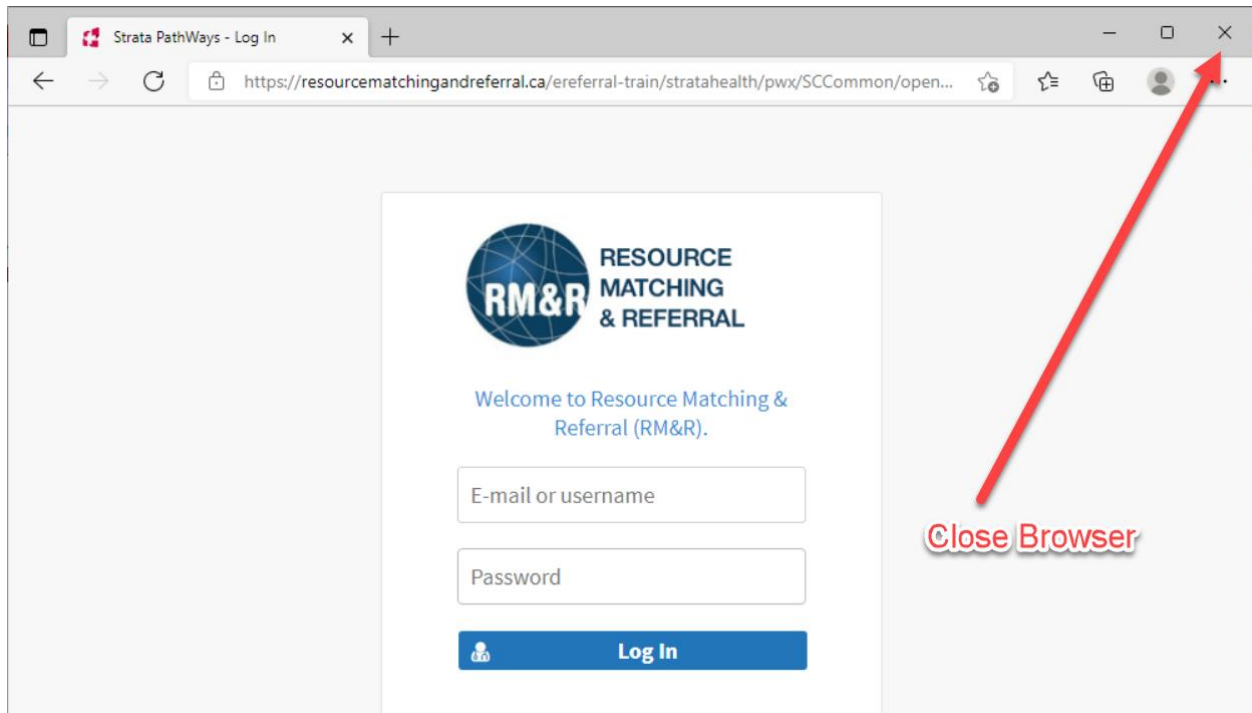 Strata PathWays - Log In
https://resourcematchingandreferral.ca/ereferral-train/stratahealth/pwx/SCCommon/open...
RM&R
RESOURCE
MATCHING
& REFERRAL
Welcome to Resource Matching &
Referral (RM&R).
E-mail or username
Close Browser
Password
Log In